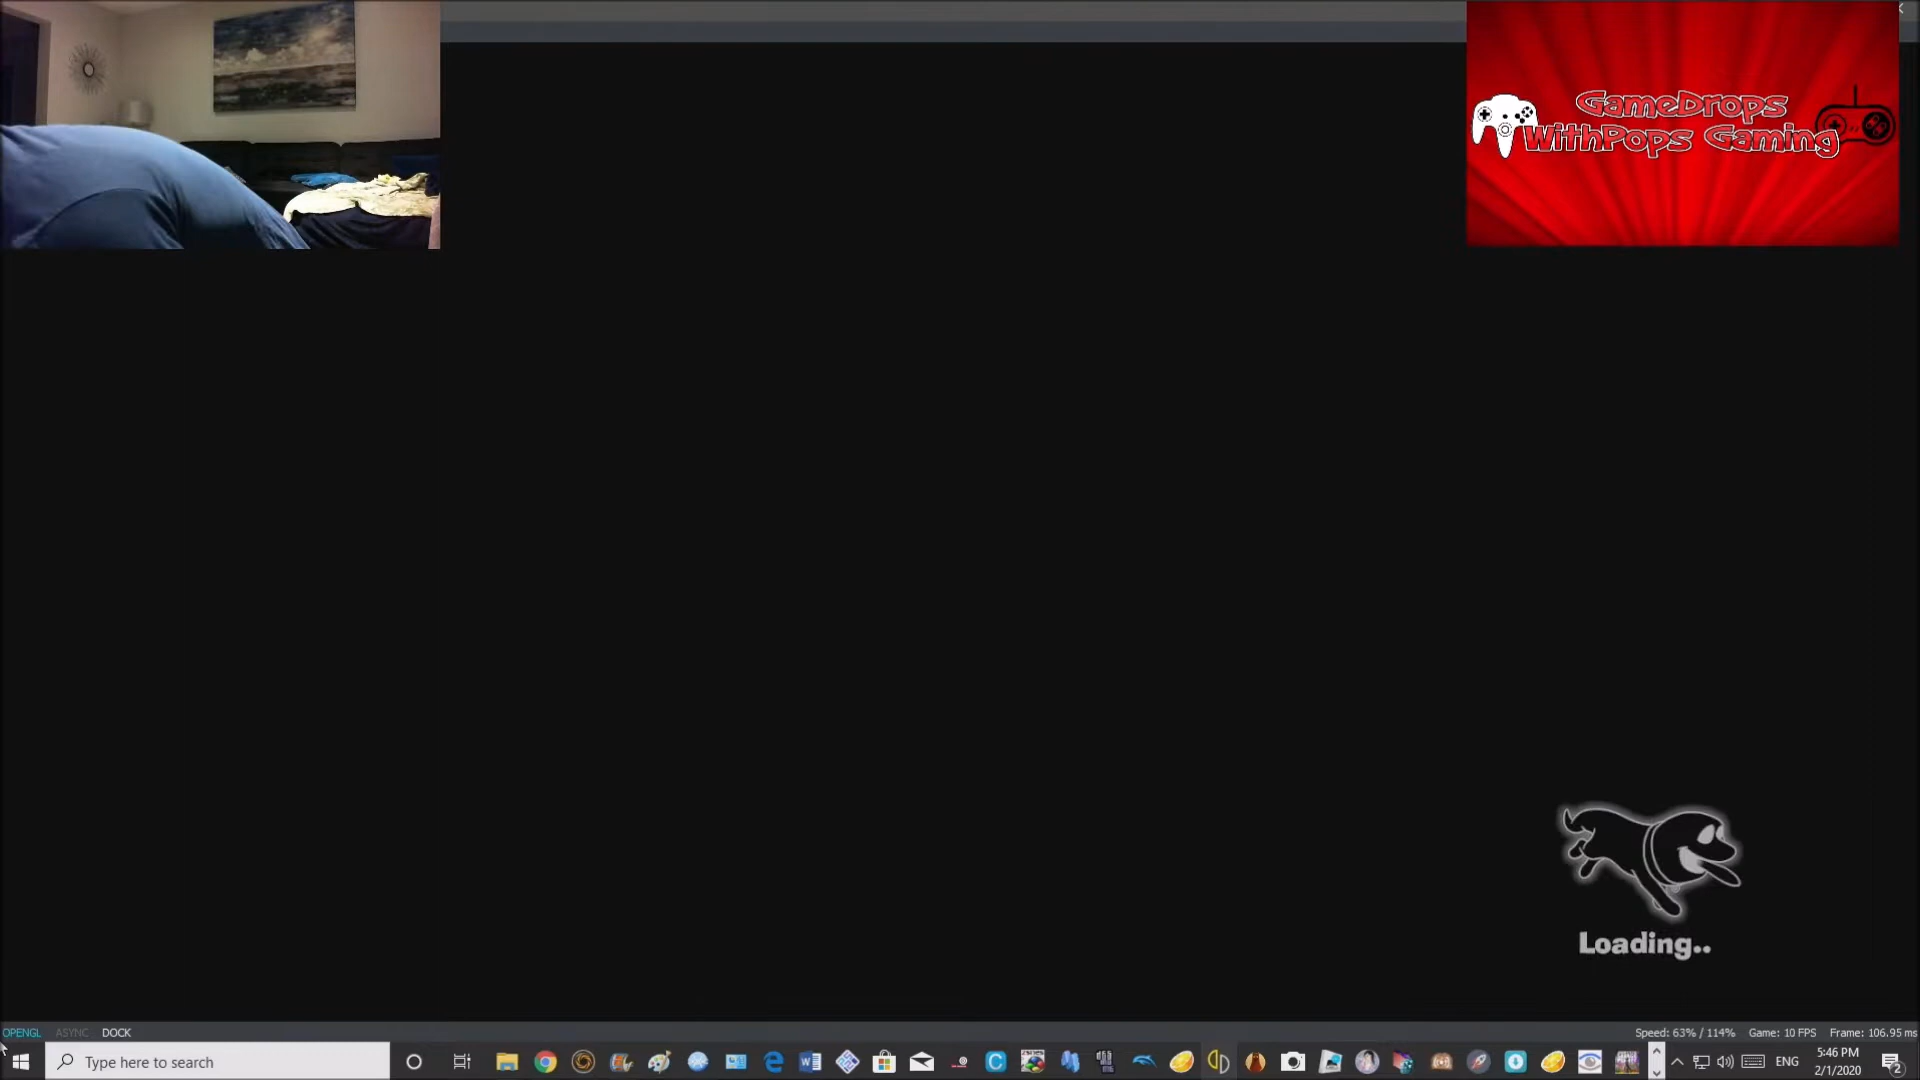 GameDrops
WithPops Gaming
Loading..
OPENGL ASYNC DOCK
Speed: 63% / 114% Game: 10 FPS Frame: 106.95 ms
Type here to search
ENG
5:46 PM
2/1/2020
2